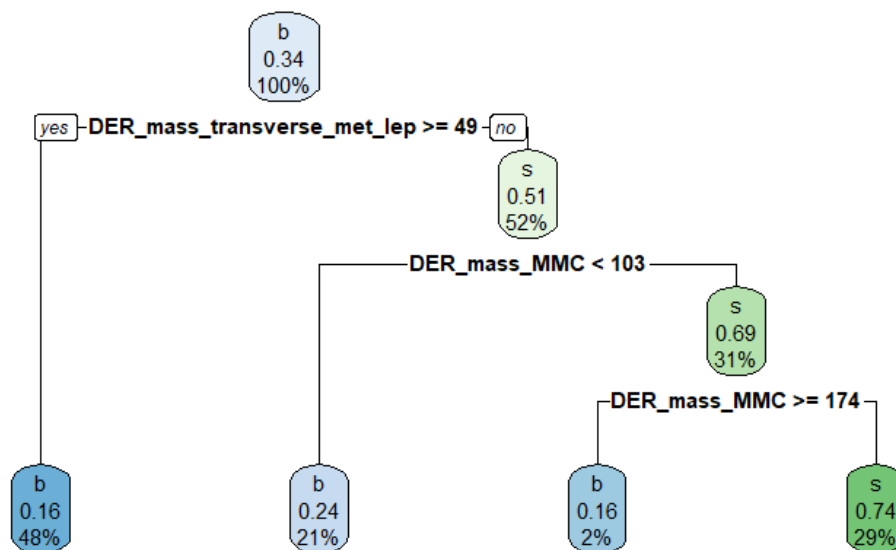 b
0.34
100%
yes DER_mass_transverse_met_lep >= 49 no
s
0.51
52%
DER_mass_MMC < 103
s
0.69
31%
DER_mass_MMC >= 174
b
0.16
48%
b
0.24
21%
b
0.16
2%
s
0.74
29%